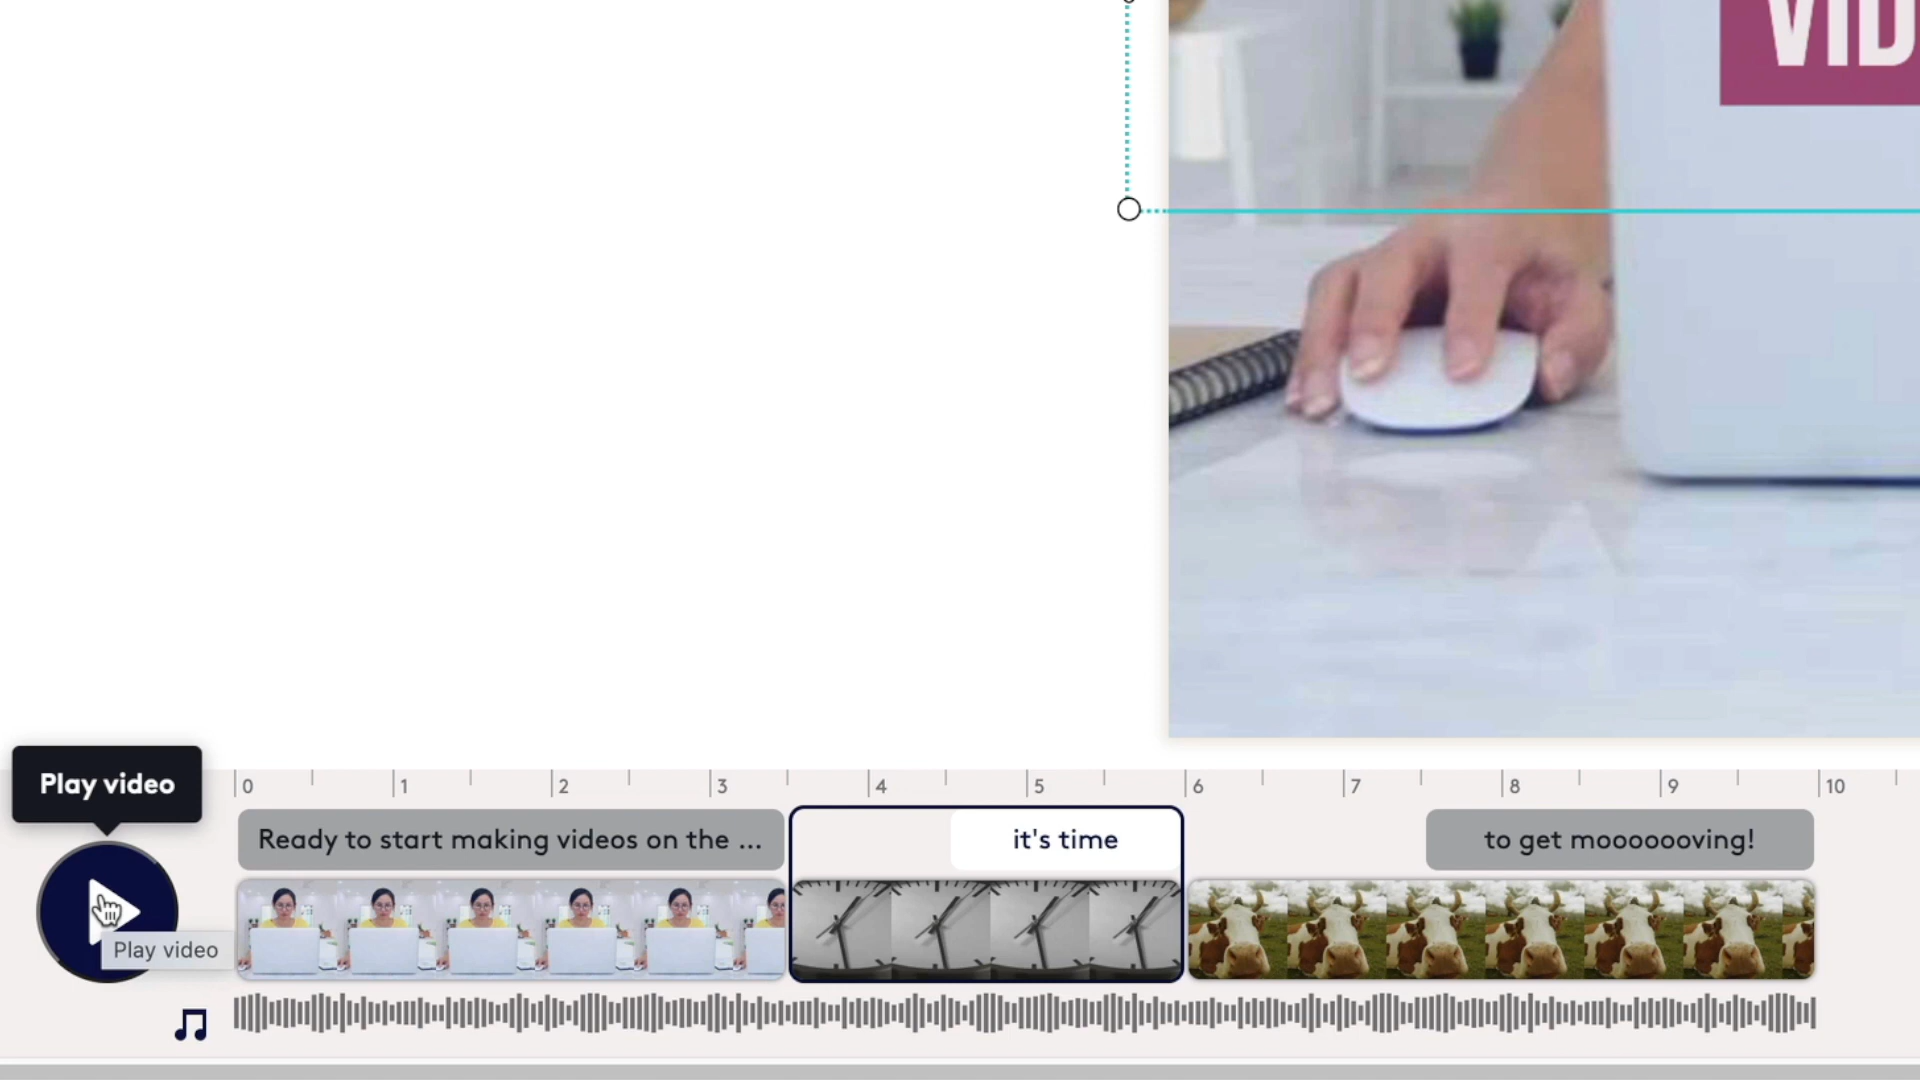 VID
Play video
0 1 2 3 4 5 6 7 8 9 10
Ready to start making videos on the ...
it's time
to get mooooooving!
Play video